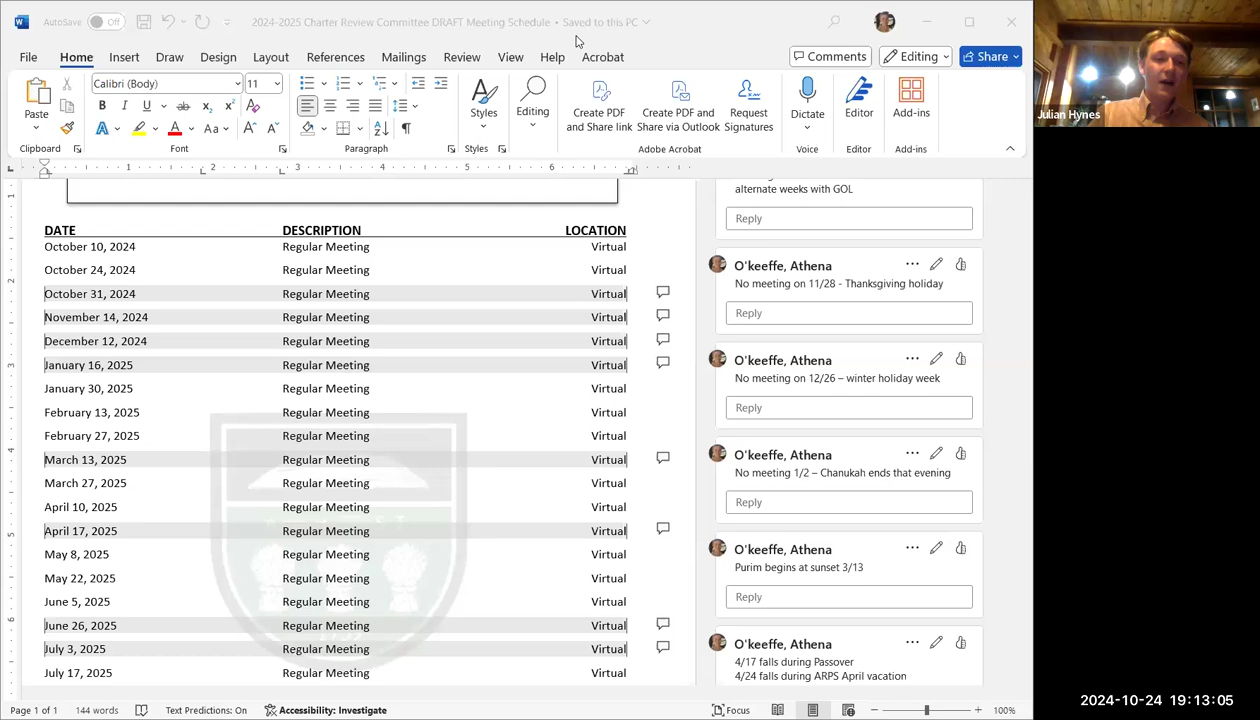 AutoSave Off
2024-2025 Charter Review Committee DRAFT Meeting Schedule • Saved to this PC
File Home Insert Draw Design Layout References Mailings Review View Help Acrobat
Comments Editing Share
Calibri (Body) 11
Paste
Styles
Editing
Create PDF and Share link
Create PDF and Share via Outlook
Request Signatures
Dictate
Editor
Add-ins
Clipboard Font Paragraph Styles Adobe Acrobat Voice Editor Add-ins
1 2 3 4 5 6
alternate weeks with GOL
Reply
DATE DESCRIPTION LOCATION
October 10, 2024 Regular Meeting Virtual
October 24, 2024 Regular Meeting Virtual
October 31, 2024 Regular Meeting Virtual
November 14, 2024 Regular Meeting Virtual
December 12, 2024 Regular Meeting Virtual
January 16, 2025 Regular Meeting Virtual
January 30, 2025 Regular Meeting Virtual
February 13, 2025 Regular Meeting Virtual
February 27, 2025 Regular Meeting Virtual
March 13, 2025 Regular Meeting Virtual
March 27, 2025 Regular Meeting Virtual
April 10, 2025 Regular Meeting Virtual
April 17, 2025 Regular Meeting Virtual
May 8, 2025 Regular Meeting Virtual
May 22, 2025 Regular Meeting Virtual
June 5, 2025 Regular Meeting Virtual
June 26, 2025 Regular Meeting Virtual
July 3, 2025 Regular Meeting Virtual
July 17, 2025 Regular Meeting Virtual
O'keeffe, Athena
No meeting on 11/28 - Thanksgiving holiday
Reply
O'keeffe, Athena
No meeting on 12/26 – winter holiday week
Reply
O'keeffe, Athena
No meeting 1/2 – Chanukah ends that evening
Reply
O'keeffe, Athena
Purim begins at sunset 3/13
Reply
O'keeffe, Athena
4/17 falls during Passover
4/24 falls during ARPS April vacation
Page 1 of 1 144 words Text Predictions: On Accessibility: Investigate Focus 100%
Julian Hynes
2024-10-24 19:13:05